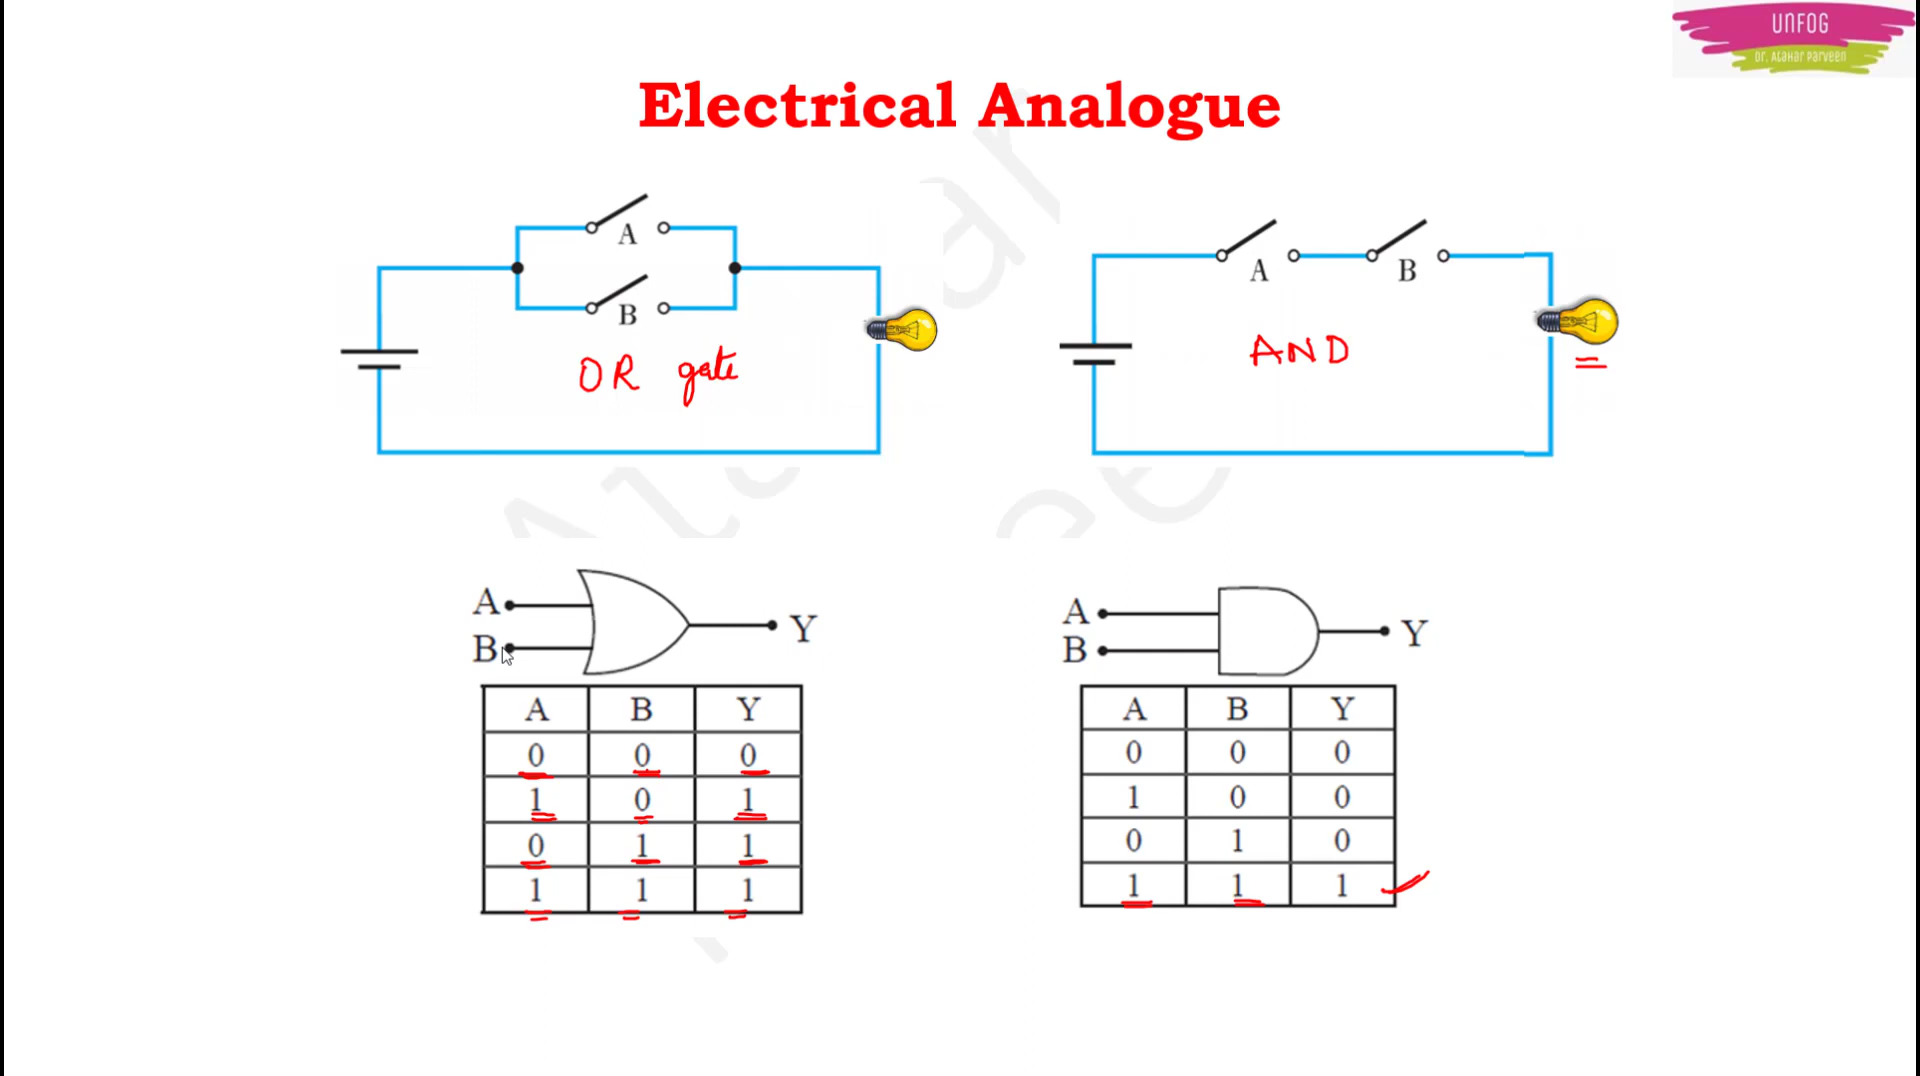 UNFOG
Dr. Atahar Parveen
Electrical Analogue
A
B
OR gate
A B
AND
A
B
Y
A B Y
0 0 0
1 0 1
0 1 1
1 1 1
A
B
Y
A B Y
0 0 0
1 0 0
0 1 0
1 1 1